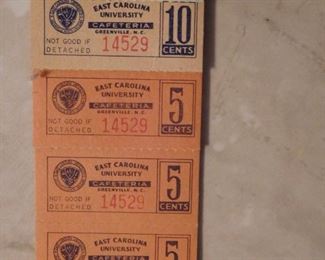 EAST CAROLINA
UNIVERSITY
CAFETERIA
GREENVILLE, N.C.
NOT GOOD IF
DETACHED
14529
10
CENTS
EAST CAROLINA
UNIVERSITY
CAFETERIA
GREENVILLE, N.C.
NOT GOOD IF
DETACHED
14529
5
CENTS
EAST CAROLINA
UNIVERSITY
CAFETERIA
GREENVILLE, N.C.
NOT GOOD IF
DETACHED
14529
5
CENTS
EAST CAROLINA
UNIVERSITY
5